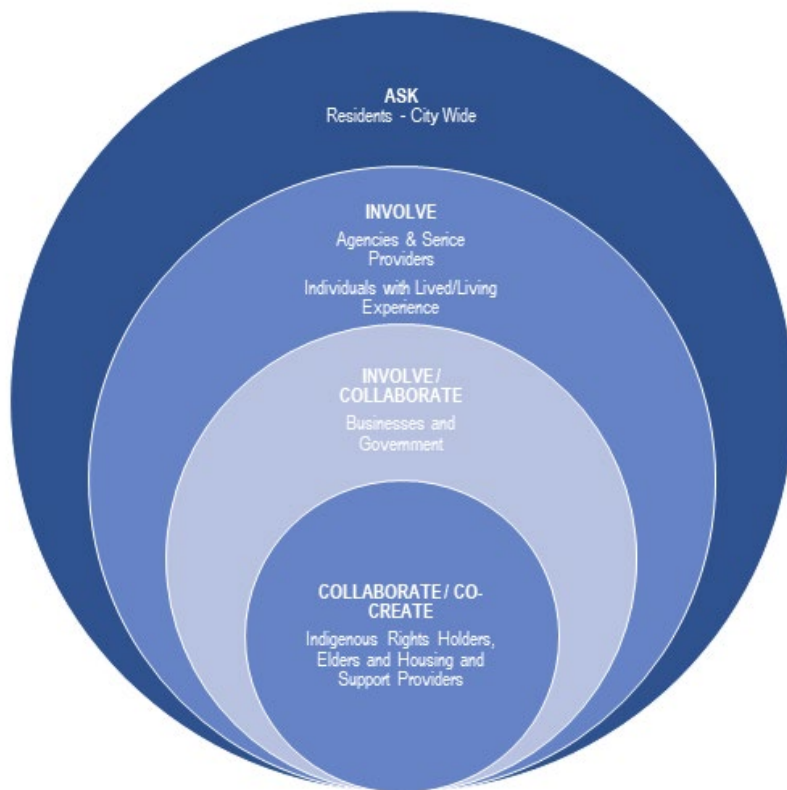 ASK
Residents - City Wide
INVOLVE
Agencies & Serice
Providers
Individuals with Lived/Living
Experience
INVOLVE /
COLLABORATE
Businesses and
Government
COLLABORATE / CO-
CREATE
Indigenous Rights Holders,
Elders and Housing and
Support Providers